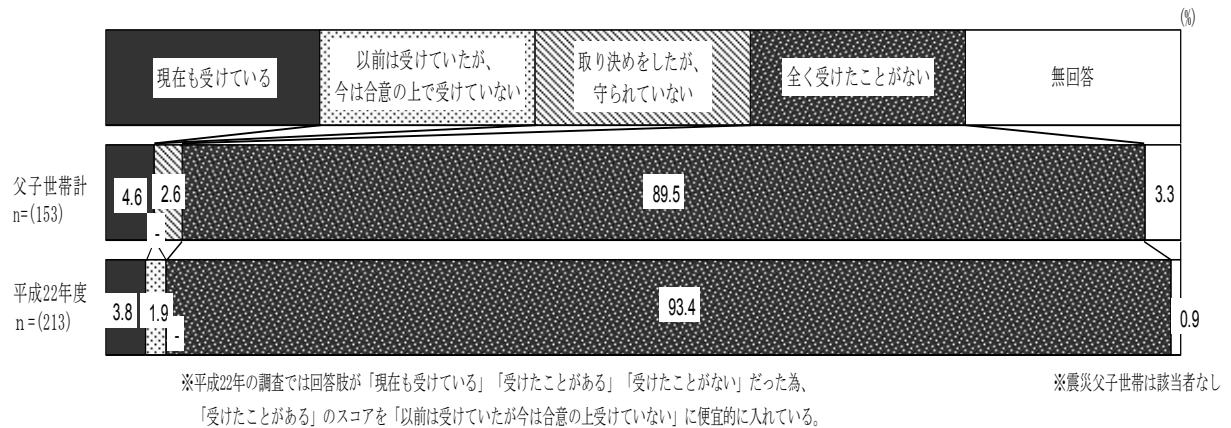 (%)
現在も受けている
以前は受けていたが、
今は合意の上で受けていない
取り決めをしたが、
守られていない
全く受けたことがない
無回答
父子世帯計
n=(153)
4.6
-
2.6
89.5
3.3
平成22年度
n=(213)
3.8
1.9
-
93.4
0.9
※平成22年の調査では回答肢が「現在も受けている」「受けたことがある」「受けたことがない」だった為、
「受けたことがある」のスコアを「以前は受けていたが今は合意の上受けていない」に便宜的に入れている。
※震災父子世帯は該当者なし